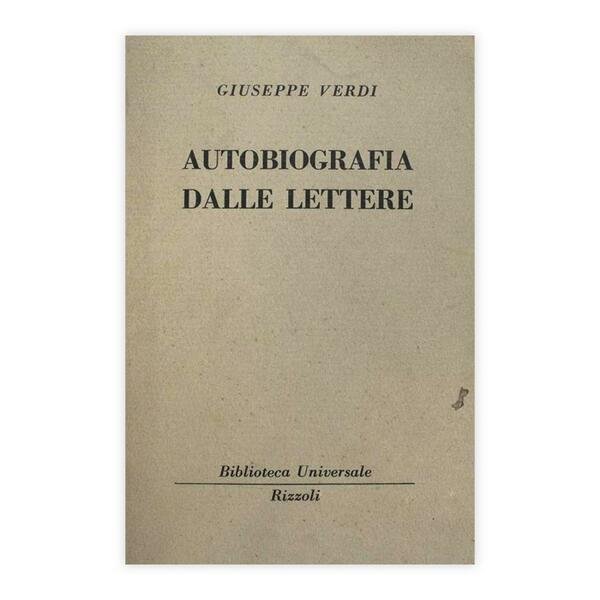 GIUSEPPE VERDI
AUTOBIOGRAFIA
DALLE LETTERE
Biblioteca Universale
Rizzoli